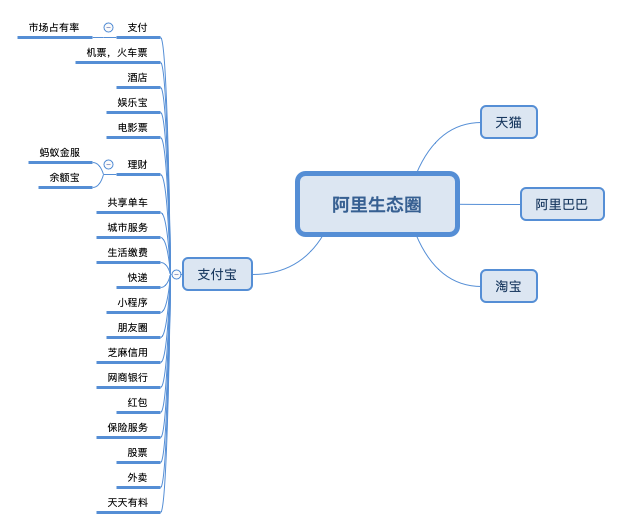 阿里生态圈
天猫
阿里巴巴
淘宝
支付宝
支付
市场占有率
机票，火车票
酒店
娱乐宝
电影票
理财
蚂蚁金服
余额宝
共享单车
城市服务
生活缴费
快递
小程序
朋友圈
芝麻信用
网商银行
红包
保险服务
股票
外卖
天天有料